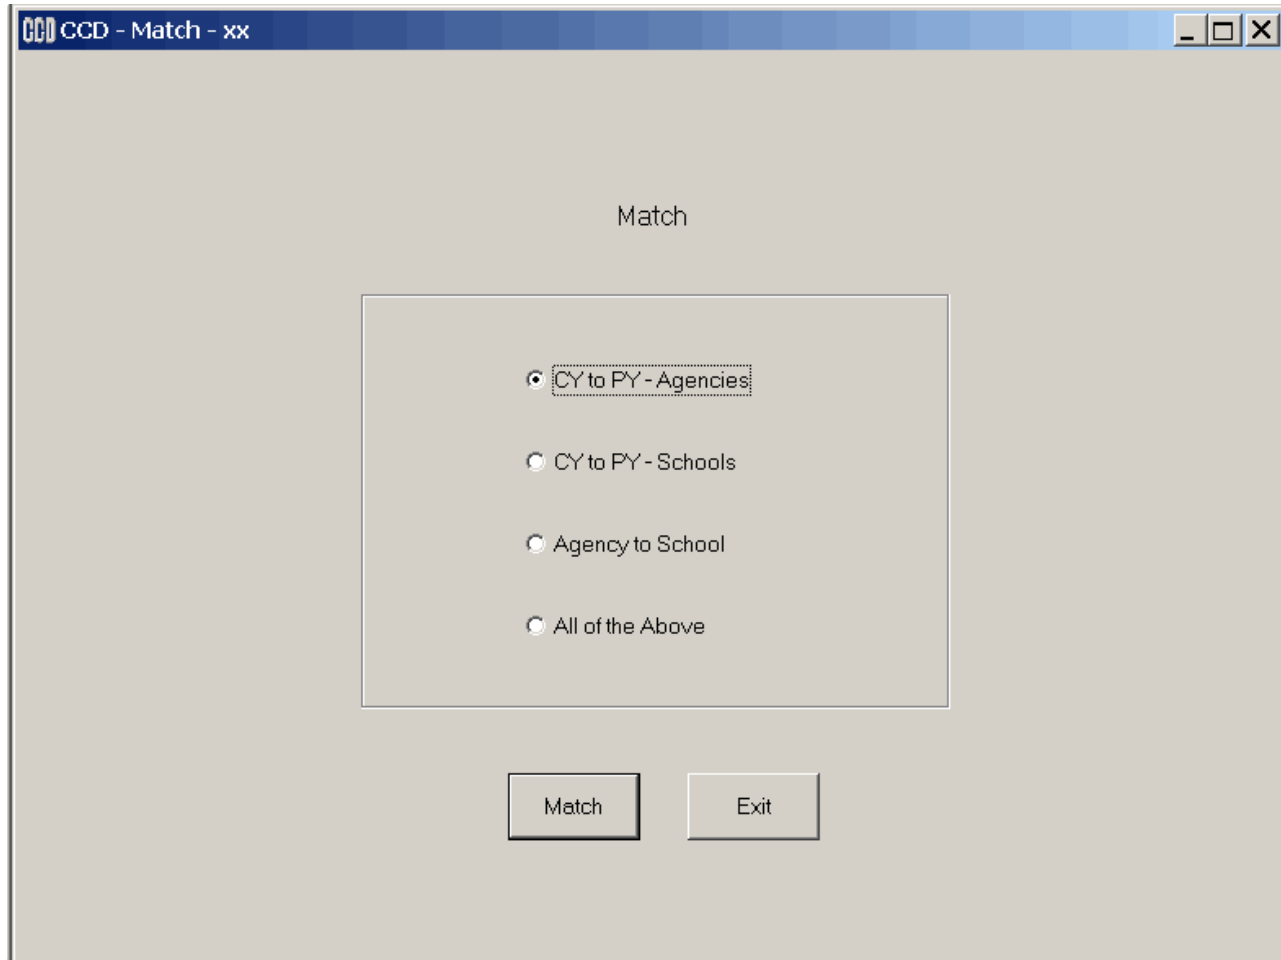 CCD CCD - Match - xx
Match
CY to PY - Agencies
CY to PY - Schools
Agency to School
All of the Above
Match Exit